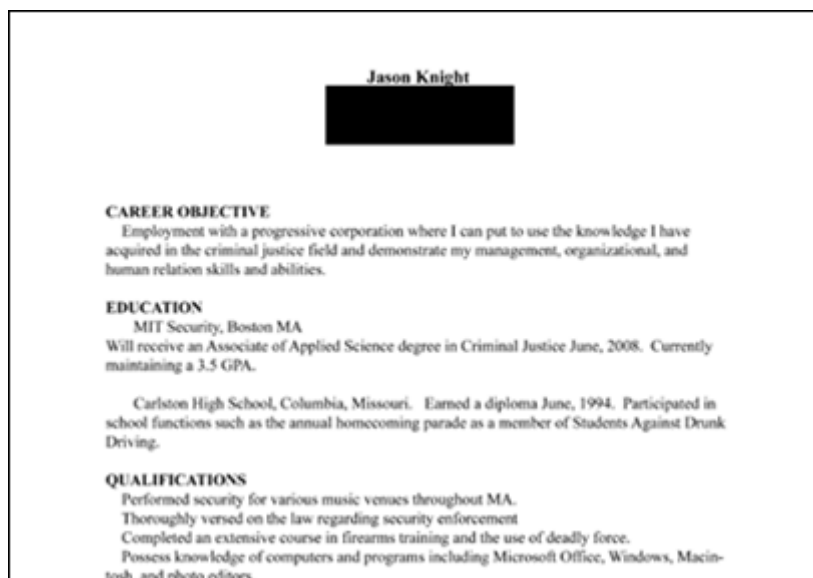 Jason Knight
CAREER OBJECTIVE
Employment with a progressive corporation where I can put to use the knowledge I have
acquired in the criminal justice field and demonstrate my management, organizational, and
human relation skills and abilities.
EDUCATION
MIT Security, Boston MA
Will receive an Associate of Applied Science degree in Criminal Justice June, 2008. Currently
maintaining a 3.5 GPA.
Carlston High School, Columbia, Missouri. Earned a diploma June, 1994. Participated in
school functions such as the annual homecoming parade as a member of Students Against Drunk
Driving.
QUALIFICATIONS
Performed security for various music venues throughout MA.
Thoroughly versed on the law regarding security enforcement
Completed an extensive course in firearms training and the use of deadly force.
Possess knowledge of computers and programs including Microsoft Office, Windows, Macin-
tosh, and photo editors.